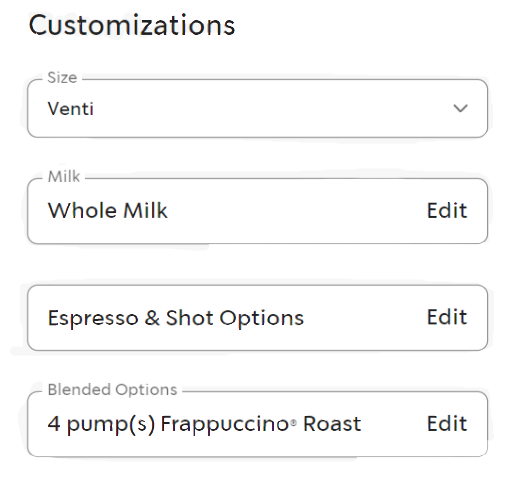 Customizations
Size
Venti
Milk
Whole Milk Edit
Espresso & Shot Options Edit
Blended Options
4 pump(s) Frappuccino® Roast Edit